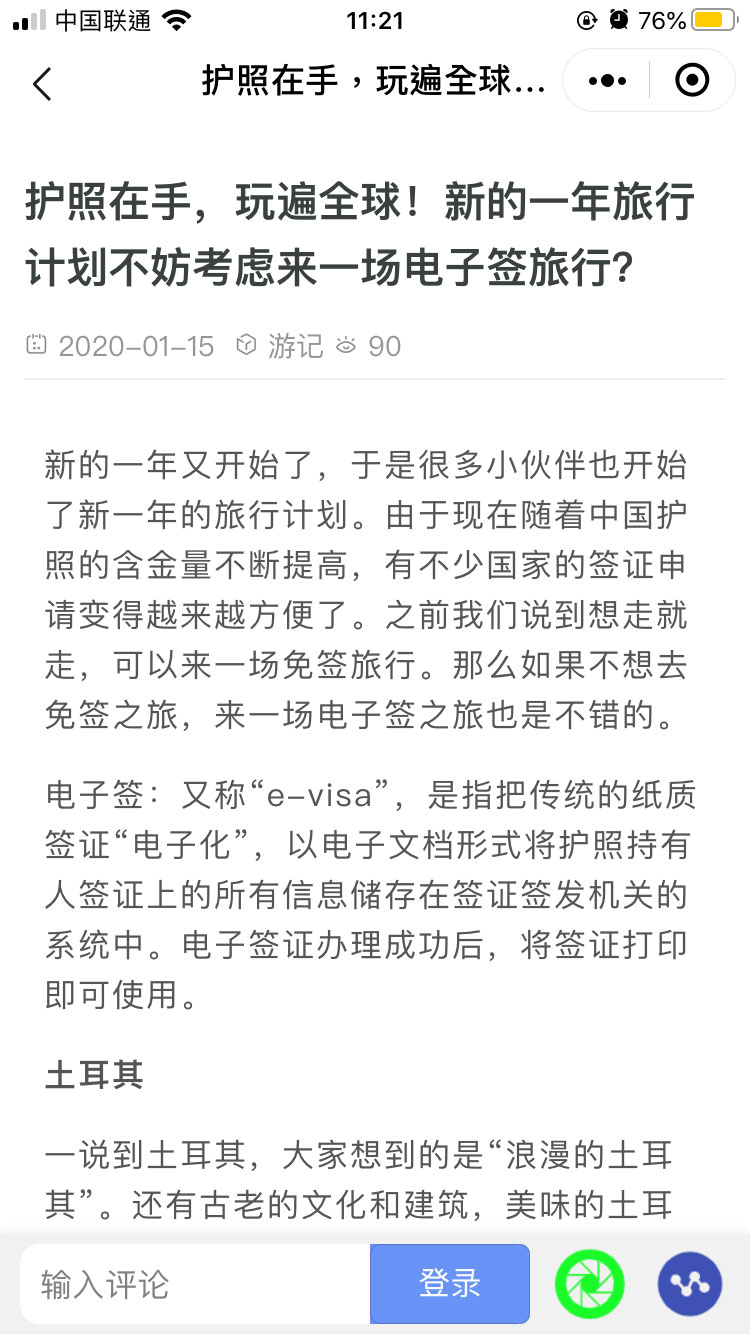 中国联通
11:21
76%
护照在手，玩遍全球...
护照在手，玩遍全球！新的一年旅行
计划不妨考虑来一场电子签旅行？
2020-01-15 游记 90
新的一年又开始了，于是很多小伙伴也开始
了新一年的旅行计划。由于现在随着中国护
照的含金量不断提高，有不少国家的签证申
请变得越来越方便了。之前我们说到想走就
走，可以来一场免签旅行。那么如果不想去
免签之旅，来一场电子签之旅也是不错的。
电子签：又称“e-visa”，是指把传统的纸质
签证“电子化”，以电子文档形式将护照持有
人签证上的所有信息储存在签证签发机关的
系统中。电子签证办理成功后，将签证打印
即可使用。
土耳其
一说到土耳其，大家想到的是“浪漫的土耳
其”。还有古老的文化和建筑，美味的土耳
输入评论
登录